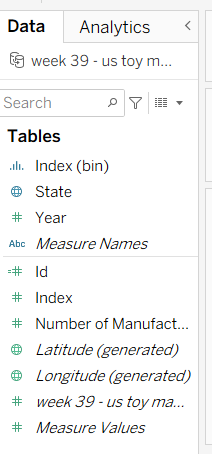 Data Analytics <
week 39 - us toy m...
Search
Tables
Index (bin)
State
Year
Abc Measure Names
Id
Index
Number of Manufact...
Latitude (generated)
Longitude (generated)
week 39 - us toy ma...
Measure Values